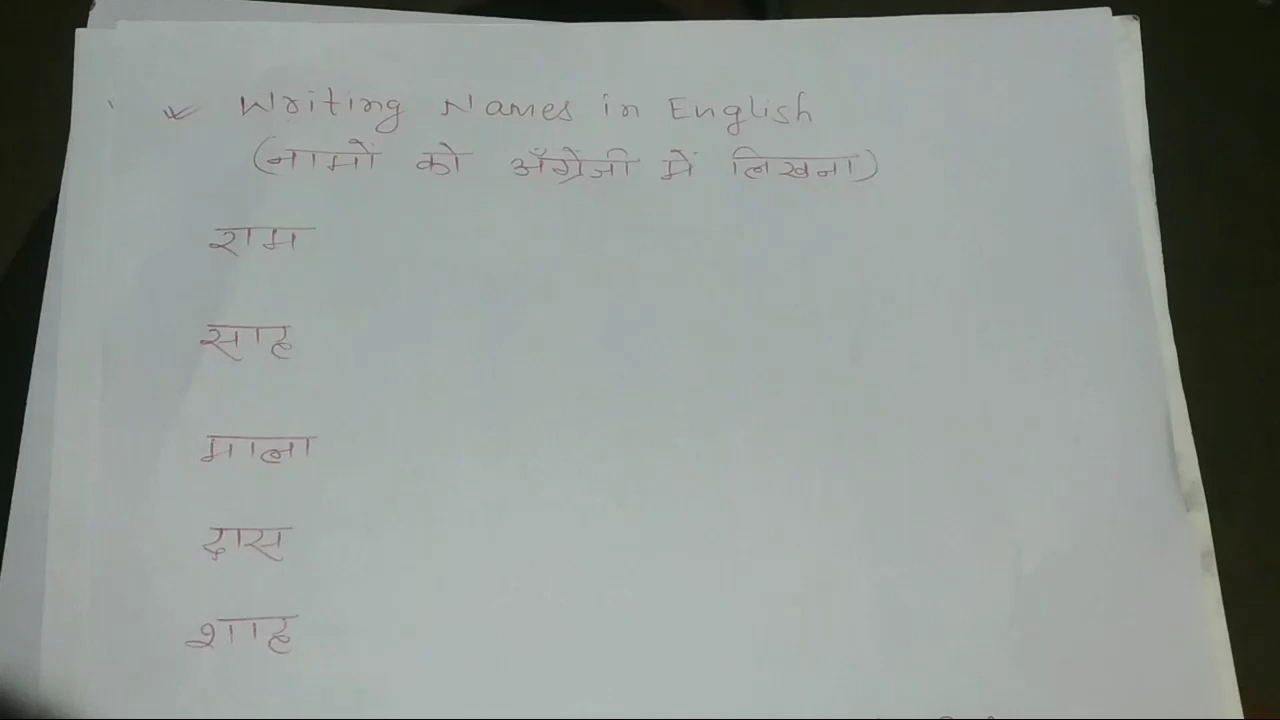 * Writing Names in English
(नामों को अँग्रेजी में लिखना)
राम
साह
माला
दास
शाह